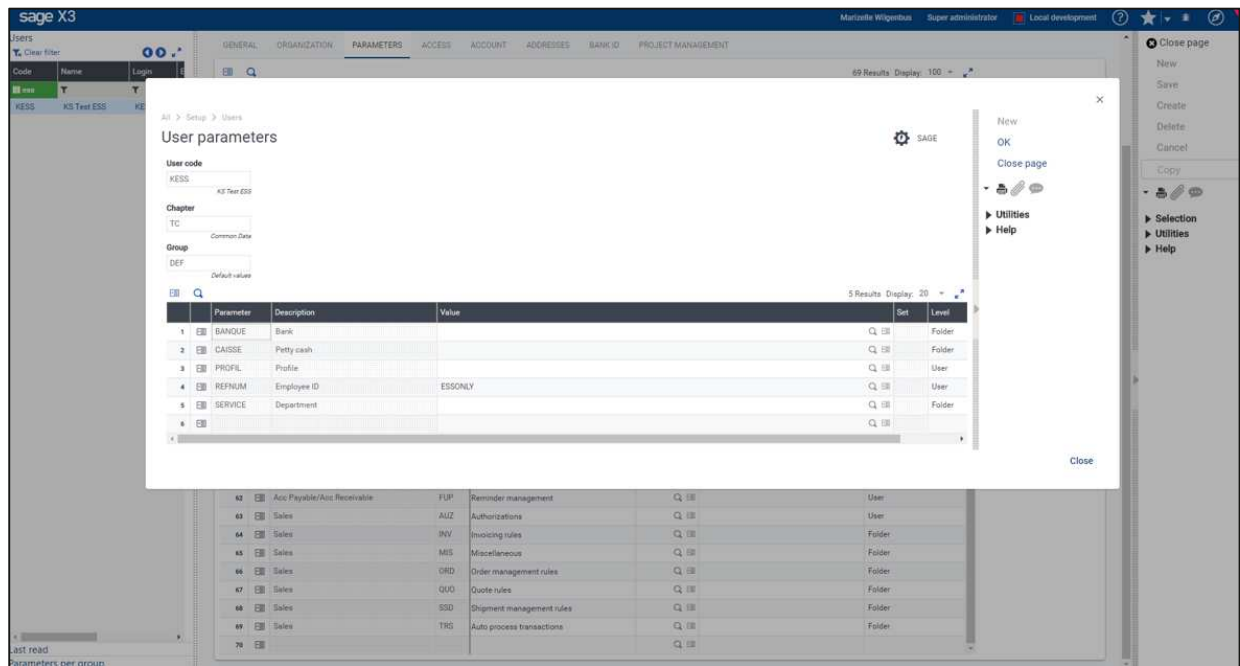 sage X3
Marizelle Wilgenbus Super administrator Local development
Users
Clear filter
Code Name Login E
ess
KESS KS Test ESS KE
GENERAL ORGANIZATION PARAMETERS ACCESS ACCOUNT ADDRESSES BANK ID PROJECT MANAGEMENT
69 Results Display: 100
All > Setup > Users
User parameters
SAGE
User code
KESS
KS Test ESS
Chapter
TC
Common Data
Group
DEF
Default values
5 Results Display: 20
Parameter Description Value Set Level
1 BANQUE Bank Folder
2 CAISSE Petty cash Folder
3 PROFIL Profile User
4 REFNUM Employee ID ESSONLY User
5 SERVICE Department Folder
6
New
OK
Close page
Utilities
Help
Close
62 Acc Payable/Acc Receivable FUP Reminder management User
63 Sales AUZ Authorizations User
64 Sales INV Invoicing rules Folder
65 Sales MIS Miscellaneous Folder
66 Sales ORD Order management rules Folder
67 Sales QUO Quote rules Folder
68 Sales SSD Shipment management rules Folder
69 Sales TRS Auto process transactions Folder
70
Last read
Parameters per group
Close page
New
Save
Create
Delete
Cancel
Copy
Selection
Utilities
Help